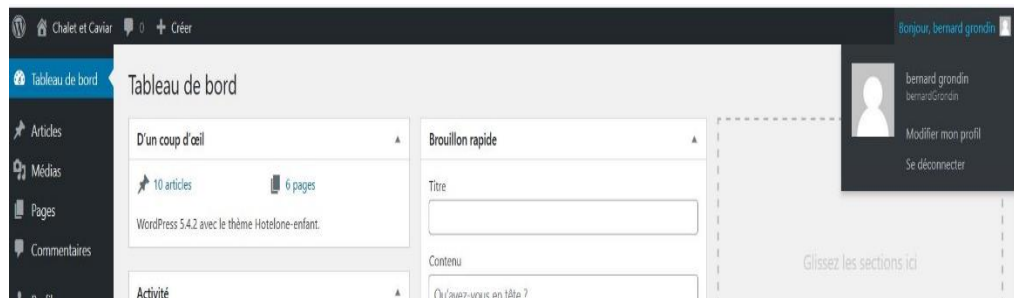 Chalet et Caviar 0 + Créer
Bonjour, bernard grondin
bernard grondin
bernardGrondin
Modifier mon profil
Se déconnecter
Tableau de bord
Articles
Médias
Pages
Commentaires
Tableau de bord
D'un coup d'œil
10 articles 6 pages
WordPress 5.4.2 avec le thème Hotelone-enfant.
Activité
Brouillon rapide
Titre
Contenu
Qu'avez-vous en tête ?
Glissez les sections ici